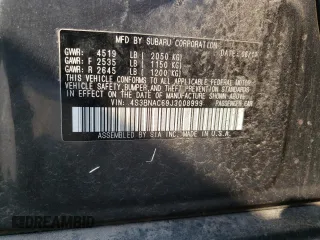 MFD BY SUBARU CORPORATION
GVWR: 4519 LB ( 2050 KG)
GAWR: F 2535 LB ( 1150 KG)
GAWR: R 2645 LB ( 1200 KG)
THIS VEHICLE CONFORMS TO ALL APPLICABLE FEDERAL MOTOR
VEHICLE SAFETY, BUMPER, AND THEFT PREVENTION STANDARDS
IN EFFECT ON THE DATE OF MANUFACTURE SHOWN ABOVE.
PASSENGER CAR
VIN: 4S3BNAC69J3008999
ASSEMBLED BY SIA INC. MADE IN U.S.A.
DREAMBID